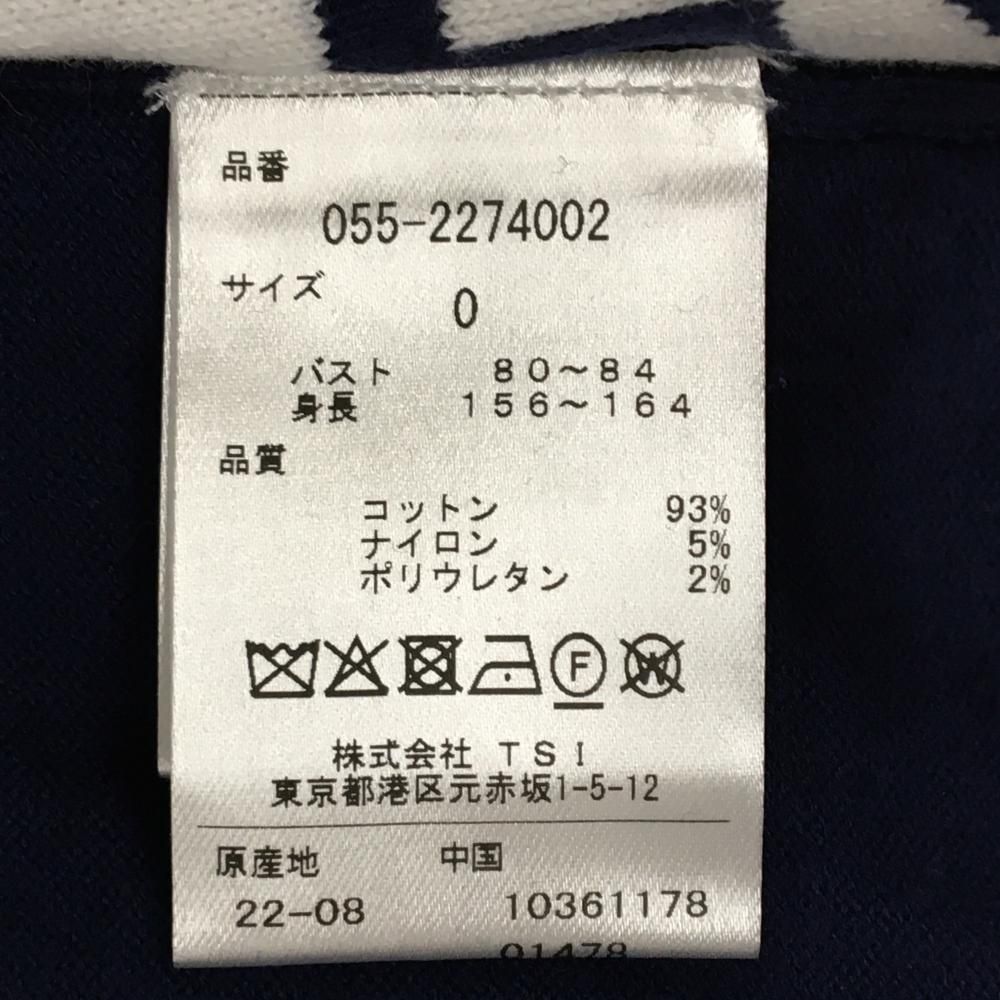 品番
055-2274002
サイズ 0
バスト 80～84
身長 156～164
品質
コットン 93%
ナイロン 5%
ポリウレタン 2%
F W
株式会社 TSI
東京都港区元赤坂1-5-12
原産地 中国
22-08 10361178
01478